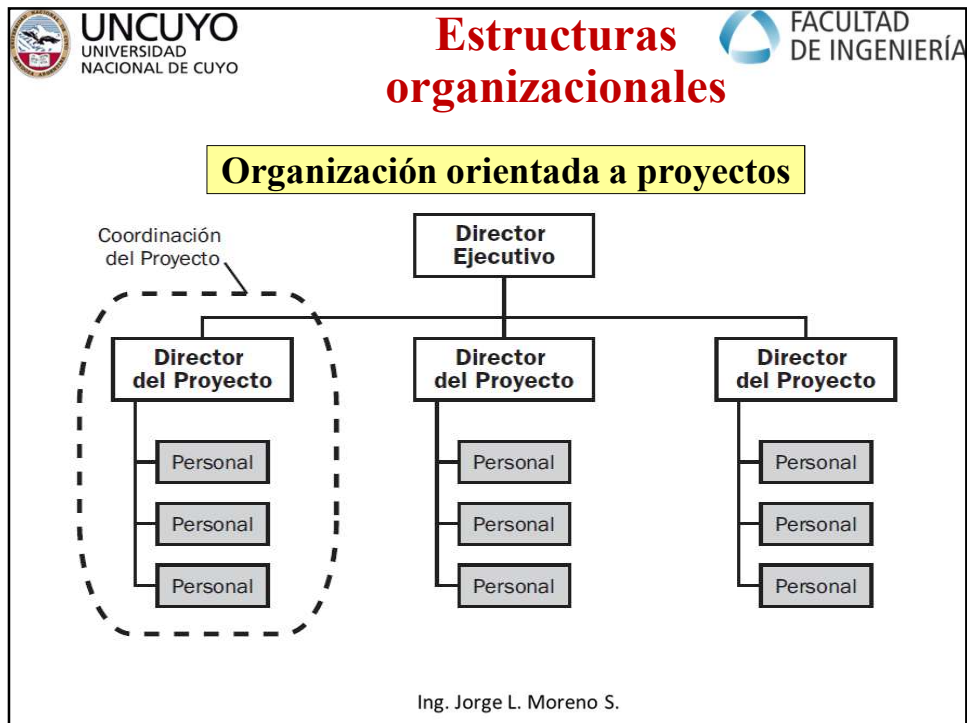 UNCUYO
UNIVERSIDAD
NACIONAL DE CUYO
Estructuras
organizacionales
FACULTAD
DE INGENIERÍA
Organización orientada a proyectos
Coordinación
del Proyecto
Director
Ejecutivo
Director
del Proyecto
Director
del Proyecto
Director
del Proyecto
Personal
Personal
Personal
Personal
Personal
Personal
Personal
Personal
Personal
Ing. Jorge L. Moreno S.